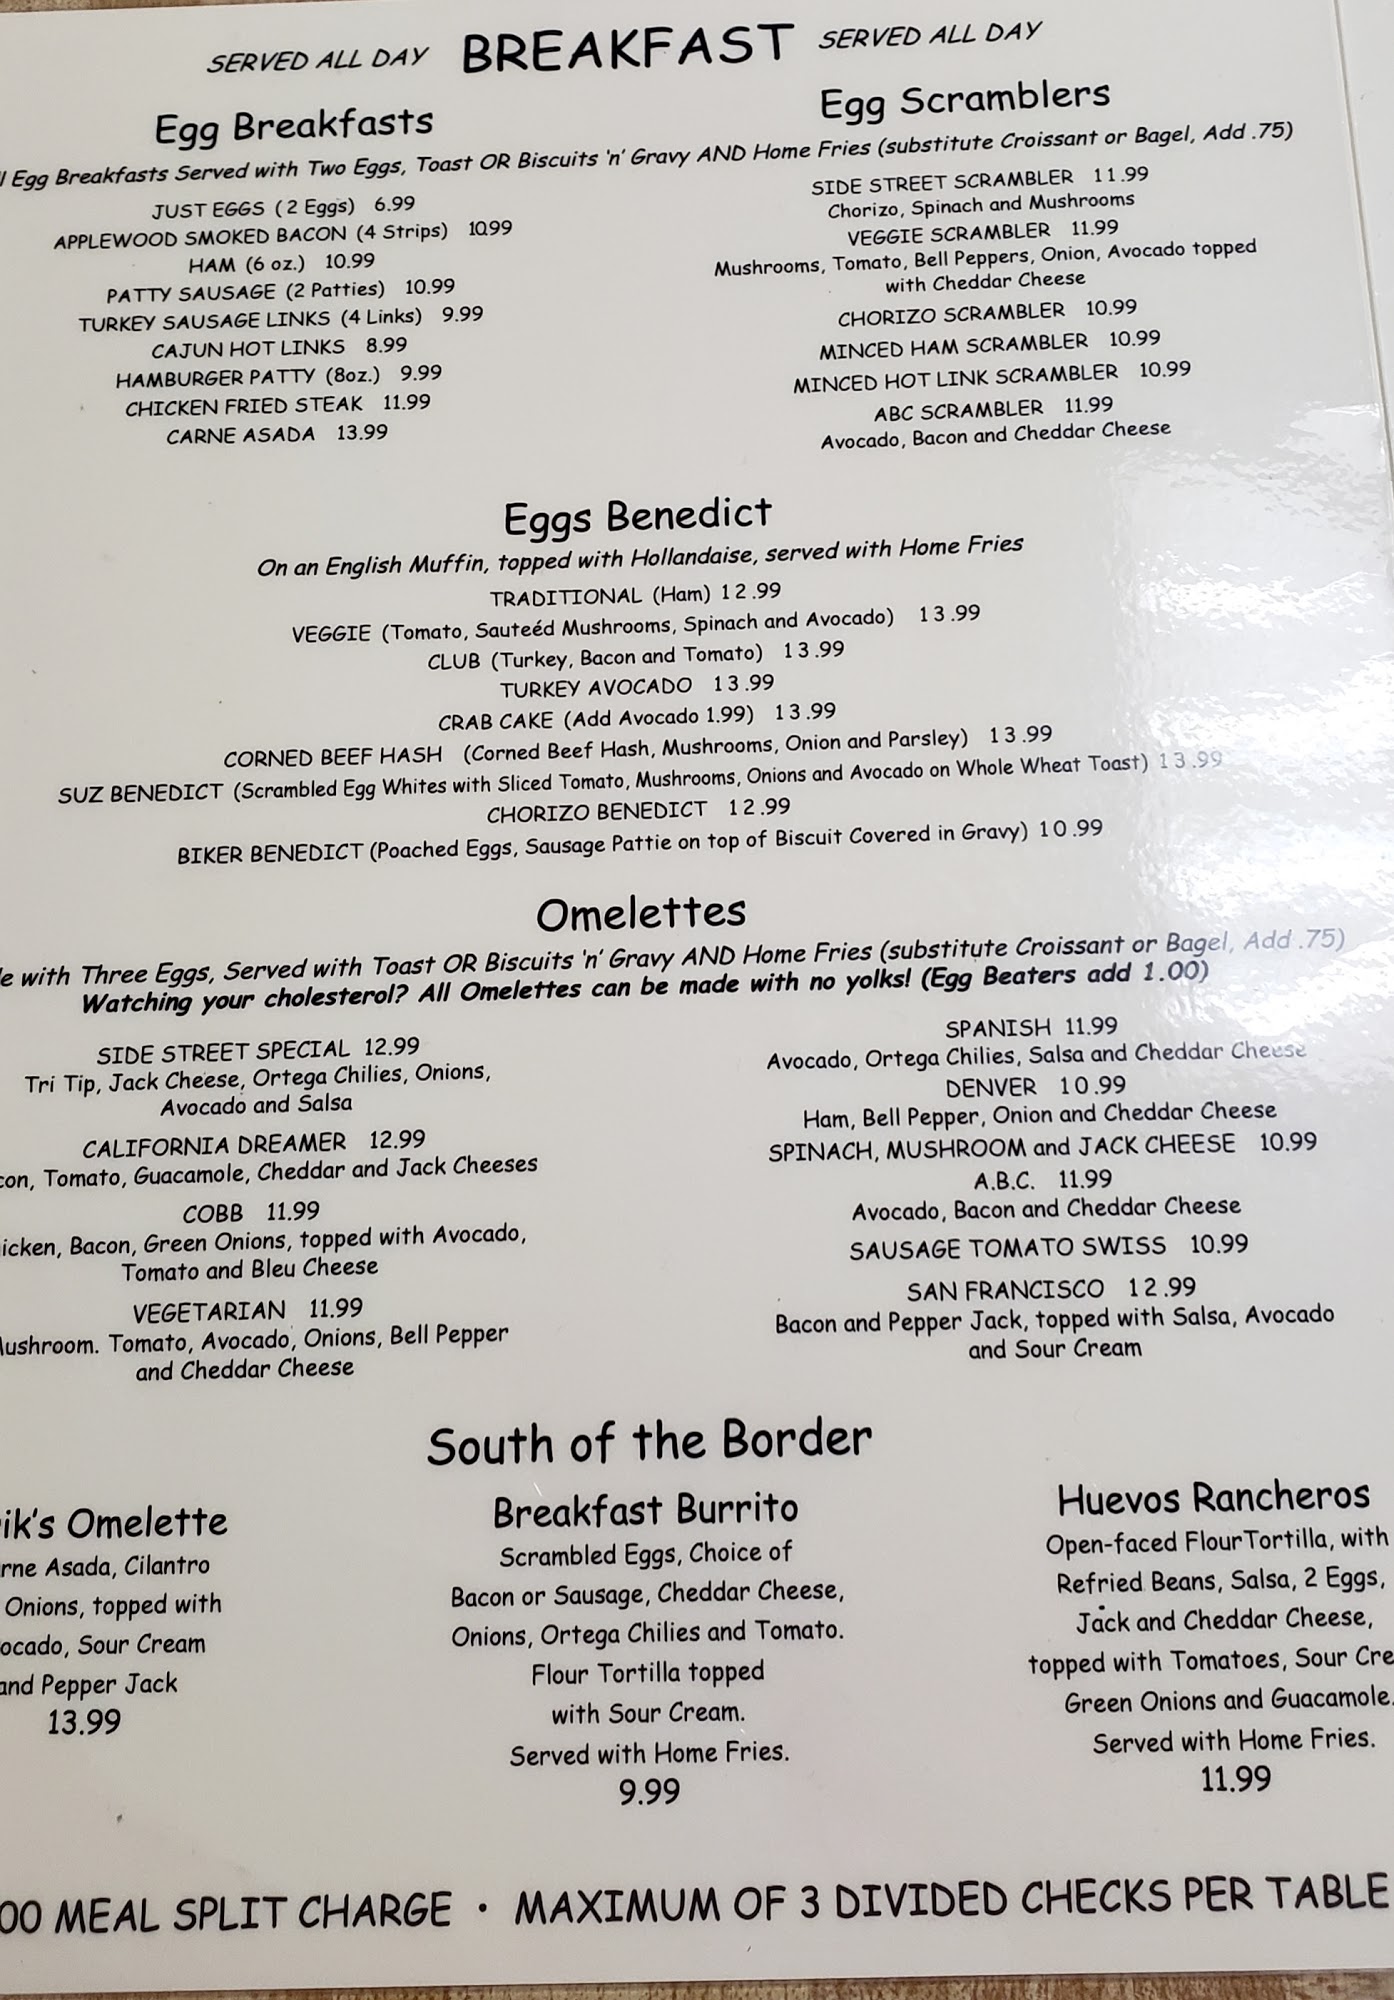 SERVED ALL DAY BREAKFAST SERVED ALL DAY
Egg Breakfasts
Egg Scramblers
Egg Breakfasts Served with Two Eggs, Toast OR Biscuits 'n' Gravy AND Home Fries (substitute Croissant or Bagel, Add .75)
JUST EGGS (2 Eggs) 6.99
APPLEWOOD SMOKED BACON (4 Strips) 10.99
HAM (6 oz.) 10.99
PATTY SAUSAGE (2 Patties) 10.99
TURKEY SAUSAGE LINKS (4 Links) 9.99
CAJUN HOT LINKS 8.99
HAMBURGER PATTY (8oz.) 9.99
CHICKEN FRIED STEAK 11.99
CARNE ASADA 13.99
SIDE STREET SCRAMBLER 11.99
Chorizo, Spinach and Mushrooms
VEGGIE SCRAMBLER 11.99
Mushrooms, Tomato, Bell Peppers, Onion, Avocado topped
with Cheddar Cheese
CHORIZO SCRAMBLER 10.99
MINCED HAM SCRAMBLER 10.99
MINCED HOT LINK SCRAMBLER 10.99
ABC SCRAMBLER 11.99
Avocado, Bacon and Cheddar Cheese
Eggs Benedict
On an English Muffin, topped with Hollandaise, served with Home Fries
TRADITIONAL (Ham) 12.99
VEGGIE (Tomato, Sauteéd Mushrooms, Spinach and Avocado) 13.99
CLUB (Turkey, Bacon and Tomato) 13.99
TURKEY AVOCADO 13.99
CRAB CAKE (Add Avocado 1.99) 13.99
CORNED BEEF HASH (Corned Beef Hash, Mushrooms, Onion and Parsley) 13.99
SUZ BENEDICT (Scrambled Egg Whites with Sliced Tomato, Mushrooms, Onions and Avocado on Whole Wheat Toast) 13.99
CHORIZO BENEDICT 12.99
BIKER BENEDICT (Poached Eggs, Sausage Pattie on top of Biscuit Covered in Gravy) 10.99
Omelettes
with Three Eggs, Served with Toast OR Biscuits 'n' Gravy AND Home Fries (substitute Croissant or Bagel, Add .75)
Watching your cholesterol? All Omelettes can be made with no yolks! (Egg Beaters add 1.00)
SIDE STREET SPECIAL 12.99
Tri Tip, Jack Cheese, Ortega Chilies, Onions,
Avocado and Salsa
CALIFORNIA DREAMER 12.99
Tomato, Guacamole, Cheddar and Jack Cheeses
COBB 11.99
Bacon, Green Onions, topped with Avocado,
Tomato and Bleu Cheese
VEGETARIAN 11.99
Tomato, Avocado, Onions, Bell Pepper
and Cheddar Cheese
SPANISH 11.99
Avocado, Ortega Chilies, Salsa and Cheddar Cheese
DENVER 10.99
Ham, Bell Pepper, Onion and Cheddar Cheese
SPINACH, MUSHROOM and JACK CHEESE 10.99
A.B.C. 11.99
Avocado, Bacon and Cheddar Cheese
SAUSAGE TOMATO SWISS 10.99
SAN FRANCISCO 12.99
Bacon and Pepper Jack, topped with Salsa, Avocado
and Sour Cream
South of the Border
Omelette
Asada, Cilantro
Onions, topped with
Sour Cream
and Pepper Jack
13.99
Breakfast Burrito
Scrambled Eggs, Choice of
Bacon or Sausage, Cheddar Cheese,
Onions, Ortega Chilies and Tomato.
Flour Tortilla topped
with Sour Cream.
Served with Home Fries.
9.99
Huevos Rancheros
Open-faced FlourTortilla, with
Refried Beans, Salsa, 2 Eggs,
Jack and Cheddar Cheese,
topped with Tomatoes, Sour
Green Onions and Guacamole.
Served with Home Fries.
11.99
MEAL SPLIT CHARGE • MAXIMUM OF 3 DIVIDED CHECKS PER TABLE